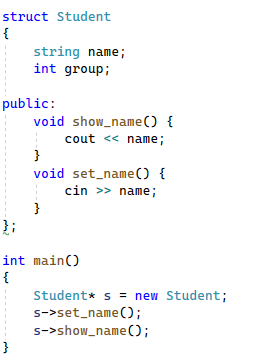 struct Student
{
    string name;
    int group;

public:
    void show_name() {
        cout << name;
    }
    void set_name() {
        cin >> name;
    }
};

int main()
{
    Student* s = new Student;
    s->set_name();
    s->show_name();
}